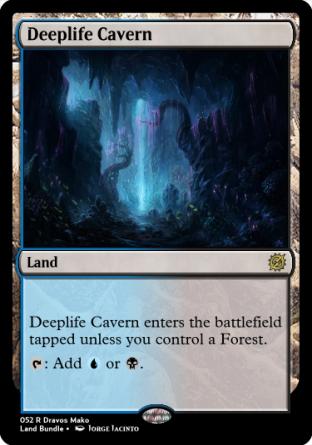 Deeplife Cavern
Land
Deeplife Cavern enters the battlefield
tapped unless you control a Forest.
: Add or .
052 R Dravos Mako
Land Bundle • Jorge Jacinto